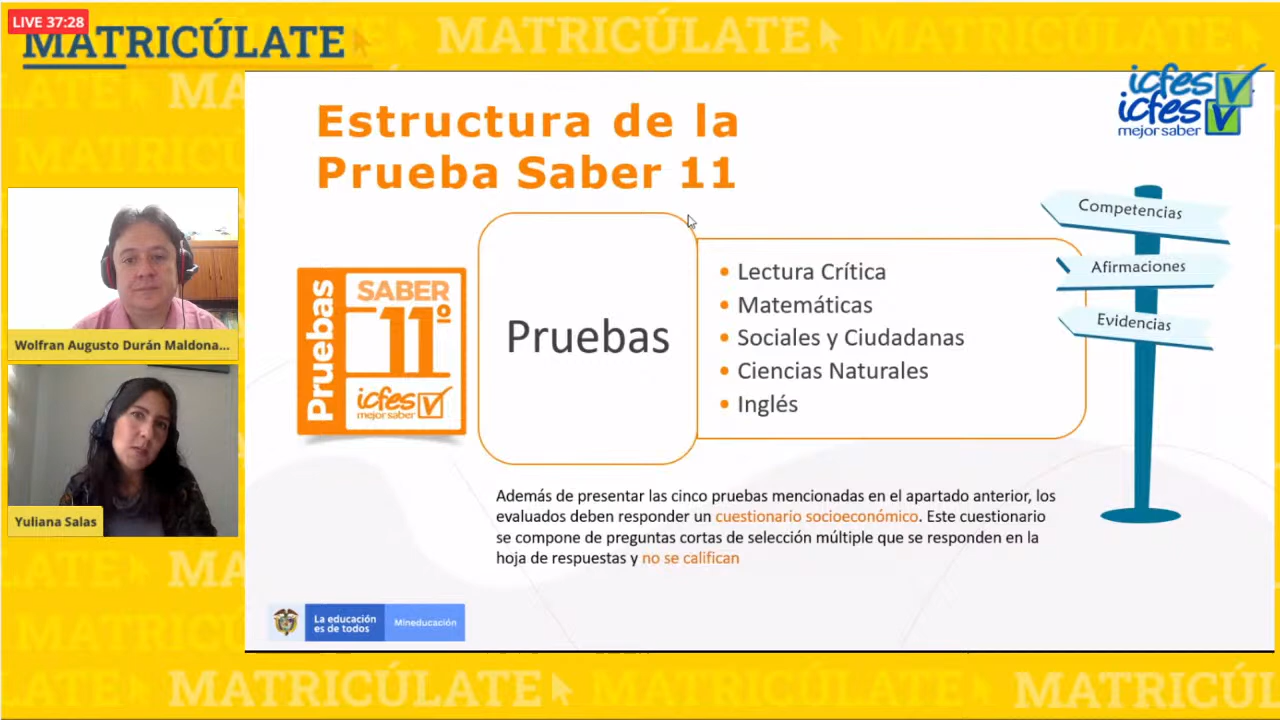 LIVE 37:28
MATRICÚLATE
MATRICÚLATE
icfes
icfes
mejor saber
Estructura de la
Prueba Saber 11
Competencias
Afirmaciones
Evidencias
Pruebas
SABER
11º
icfes
mejor saber
Pruebas
• Lectura Crítica
• Matemáticas
• Sociales y Ciudadanas
• Ciencias Naturales
• Inglés
Wolfran Augusto Durán Maldona...
Yuliana Salas
Además de presentar las cinco pruebas mencionadas en el apartado anterior, los
evaluados deben responder un cuestionario socioeconómico. Este cuestionario
se compone de preguntas cortas de selección múltiple que se responden en la
hoja de respuestas y no se califican
La educación
es de todos
Mineducación
MATRICÚLATE
MATRICÚLATE
MATRICÚL